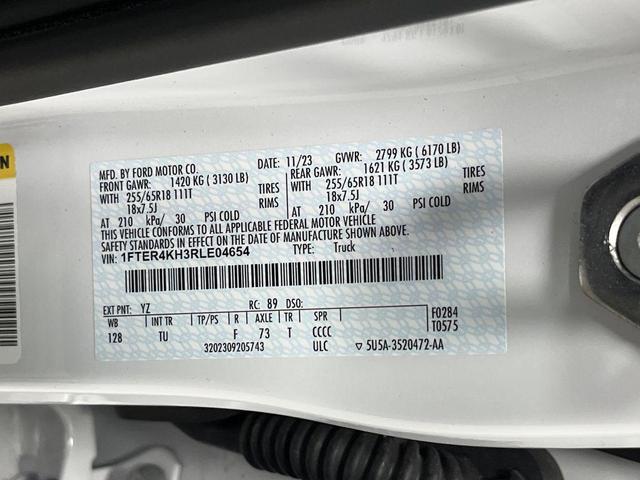 MFD. BY FORD MOTOR CO.
DATE: 11/23 GVWR: 2799 KG ( 6170 LB)
FRONT GAWR: 1420 KG ( 3130 LB)
REAR GAWR: 1621 KG ( 3573 LB)
WITH 255/65R18 111T TIRES
18x7.5J RIMS
AT 210 kPa/ 30 PSI COLD
WITH 255/65R18 111T TIRES
18x7.5J RIMS
AT 210 kPa/ 30 PSI COLD
THIS VEHICLE CONFORMS TO ALL APPLICABLE FEDERAL MOTOR VEHICLE
SAFETY STANDARDS IN EFFECT ON THE DATE OF MANUFACTURE SHOWN ABOVE.
VIN: 1FTER4KH3RLE04654
TYPE: Truck
EXT PNT: YZ RC: 89 DSO:
WB INT TR TP/PS R AXLE TR SPR
128 TU F 73 T CCCC
F0284
T0575
3202309205743 ULC ▽ 5U5A-3520472-AA
N